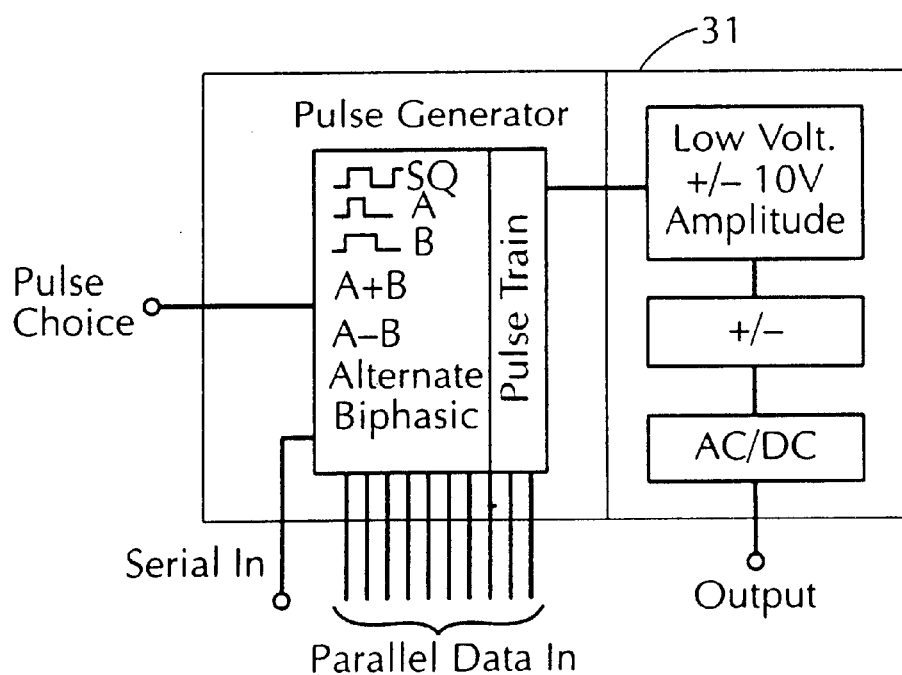 31
Pulse Generator
SQ
A
B
A+B
A−B
Alternate
Biphasic
Pulse Train
Low Volt.
+/− 10V
Amplitude
+/−
AC/DC
Pulse
Choice
Serial In
Parallel Data In
Output